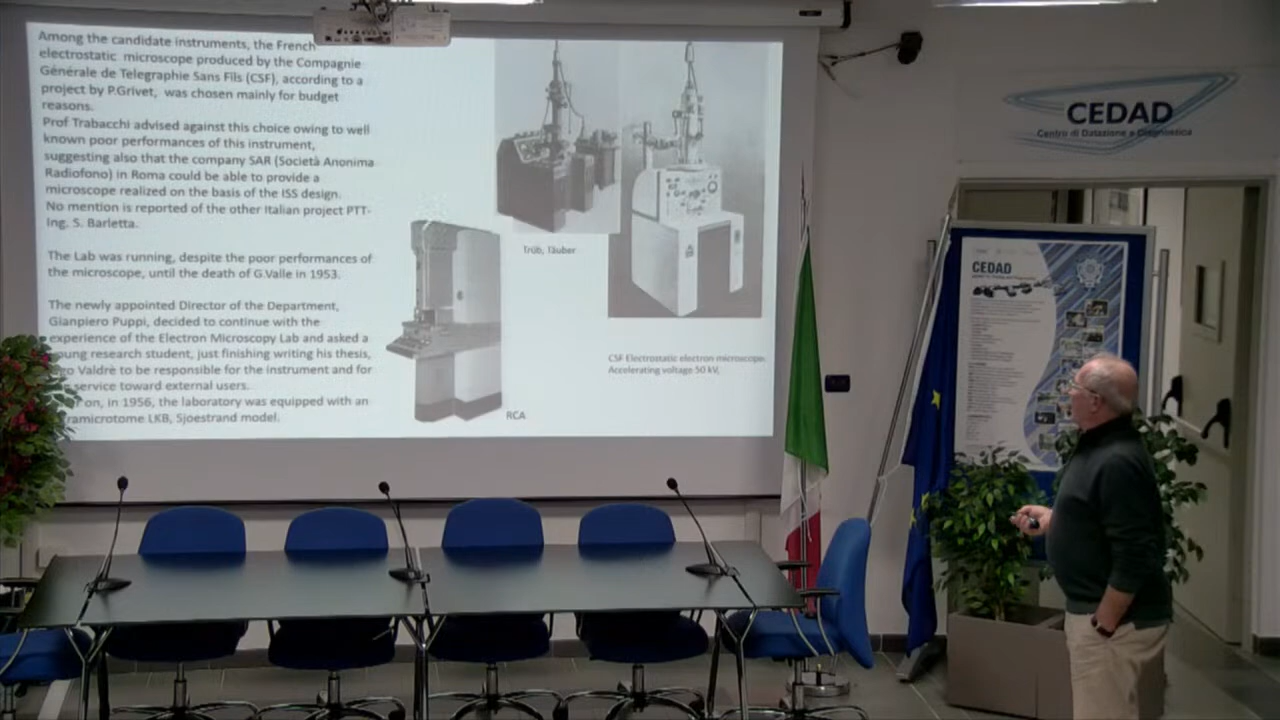 Among the candidate instruments, the French
electrostatic microscope produced by the Compagnie
Générale de Telegraphie Sans Fils (CSF), according to a
project by P.Grivet, was chosen mainly for budget
reasons.
Prof Trabacchi advised against this choice owing to well
known poor performances of this instrument,
suggesting also that the company SAR (Società Anonima
Radiofono) in Roma could be able to provide a
microscope realized on the basis of the ISS design.
No mention is reported of the other Italian project PTT-
Ing. S. Barletta.
The Lab was running, despite the poor performances of
the microscope, until the death of G.Valle in 1953.
The newly appointed Director of the Department,
Gianpiero Puppi, decided to continue with the
experience of the Electron Microscopy Lab and asked a
young research student, just finishing writing his thesis,
Valdrè to be responsible for the instrument and for
service toward external users.
on, in 1956, the laboratory was equipped with an
LKB, Sjoestrand model.
Trüb, Täuber
CSF Electrostatic electron microscope.
Accelerating voltage 50 kV,
RCA
CEDAD
Centro di Datazione e Diagnostica
CEDAD